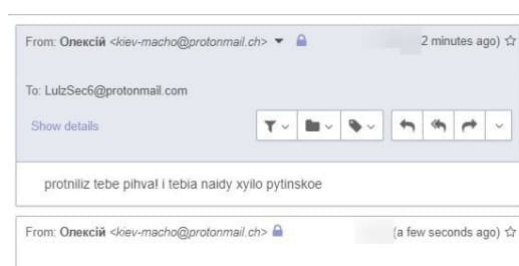 From: Олексій <kiev-macho@protonmail.ch>
2 minutes ago)
To: LulzSec6@protonmail.com
Show details
protniliz tebe pihva! i tebia naidy xyilo pytinskoe
From: Олексій <kiev-macho@protonmail.ch>
(a few seconds ago)